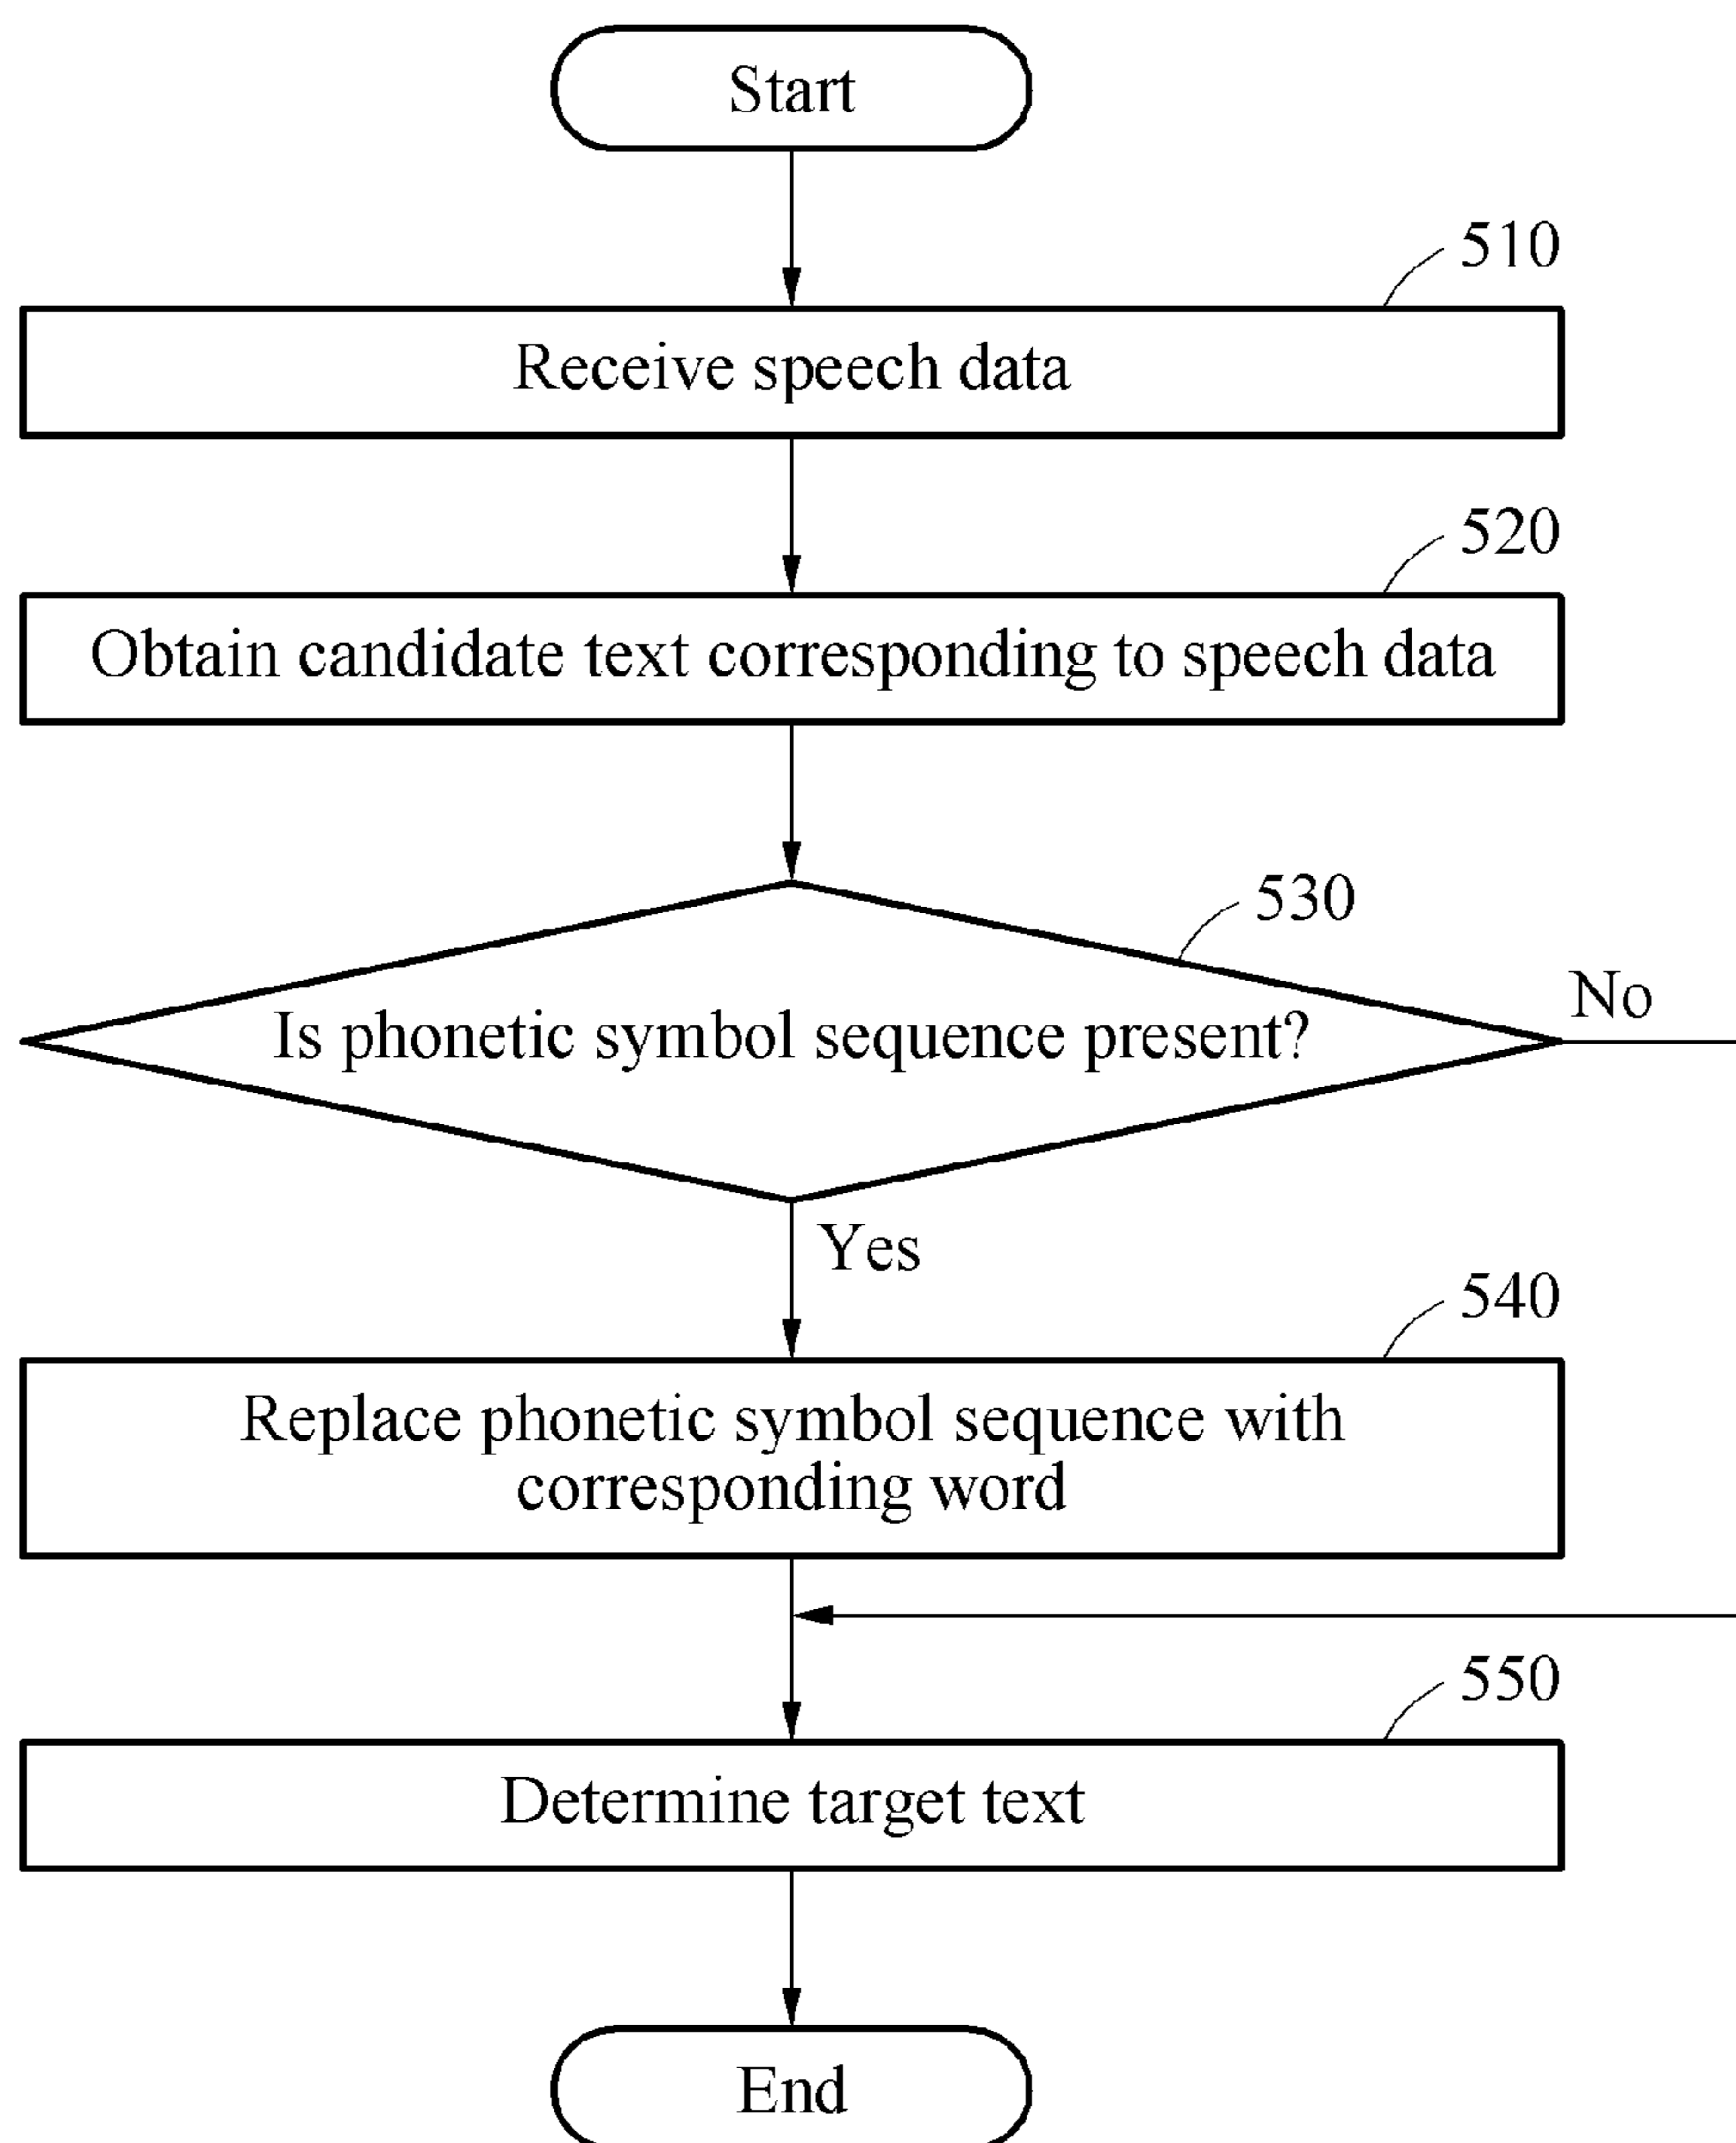 Start
510
Receive speech data
520
Obtain candidate text corresponding to speech data
530
No
Is phonetic symbol sequence present?
Yes
540
Replace phonetic symbol sequence with
corresponding word
550
Determine target text
End